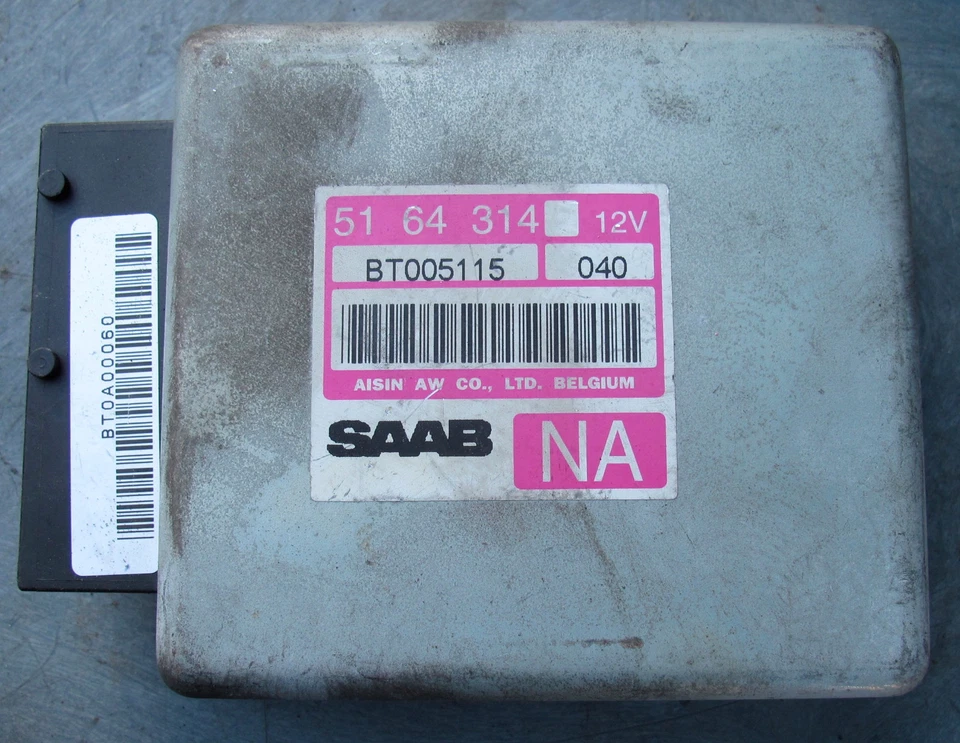 51 64 314 12V
BT005115 040
AISIN AW CO., LTD. BELGIUM
SAAB NA
BT0A00060